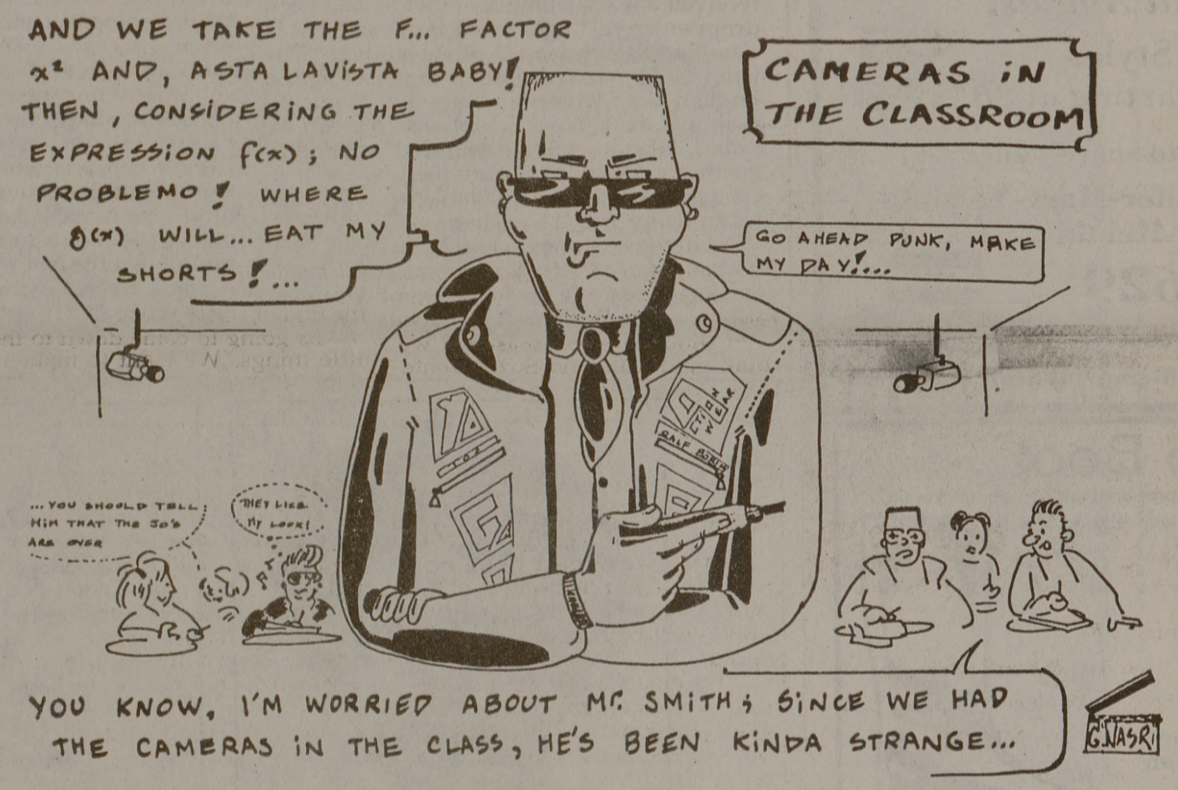 AND WE TAKE THE F... FACTOR
x² AND, ASTA LAVISTA BABY!
THEN, CONSIDERING THE
EXPRESSION f(x); NO
PROBLEMO! WHERE
g(x) WILL... EAT MY
SHORTS!...
CAMERAS IN
THE CLASSROOM
GO AHEAD PUNK, MAKE
MY DAY!....
ACTION
WEAR
RALF
...YOU SHOULD TELL
HIM THAT THE 50'S
ARE OVER
THEY LIKE
MY LOOK!
YOU KNOW, I'M WORRIED ABOUT Mr. SMITH; SINCE WE HAD
THE CAMERAS IN THE CLASS, HE'S BEEN KINDA STRANGE...
G.NASRI